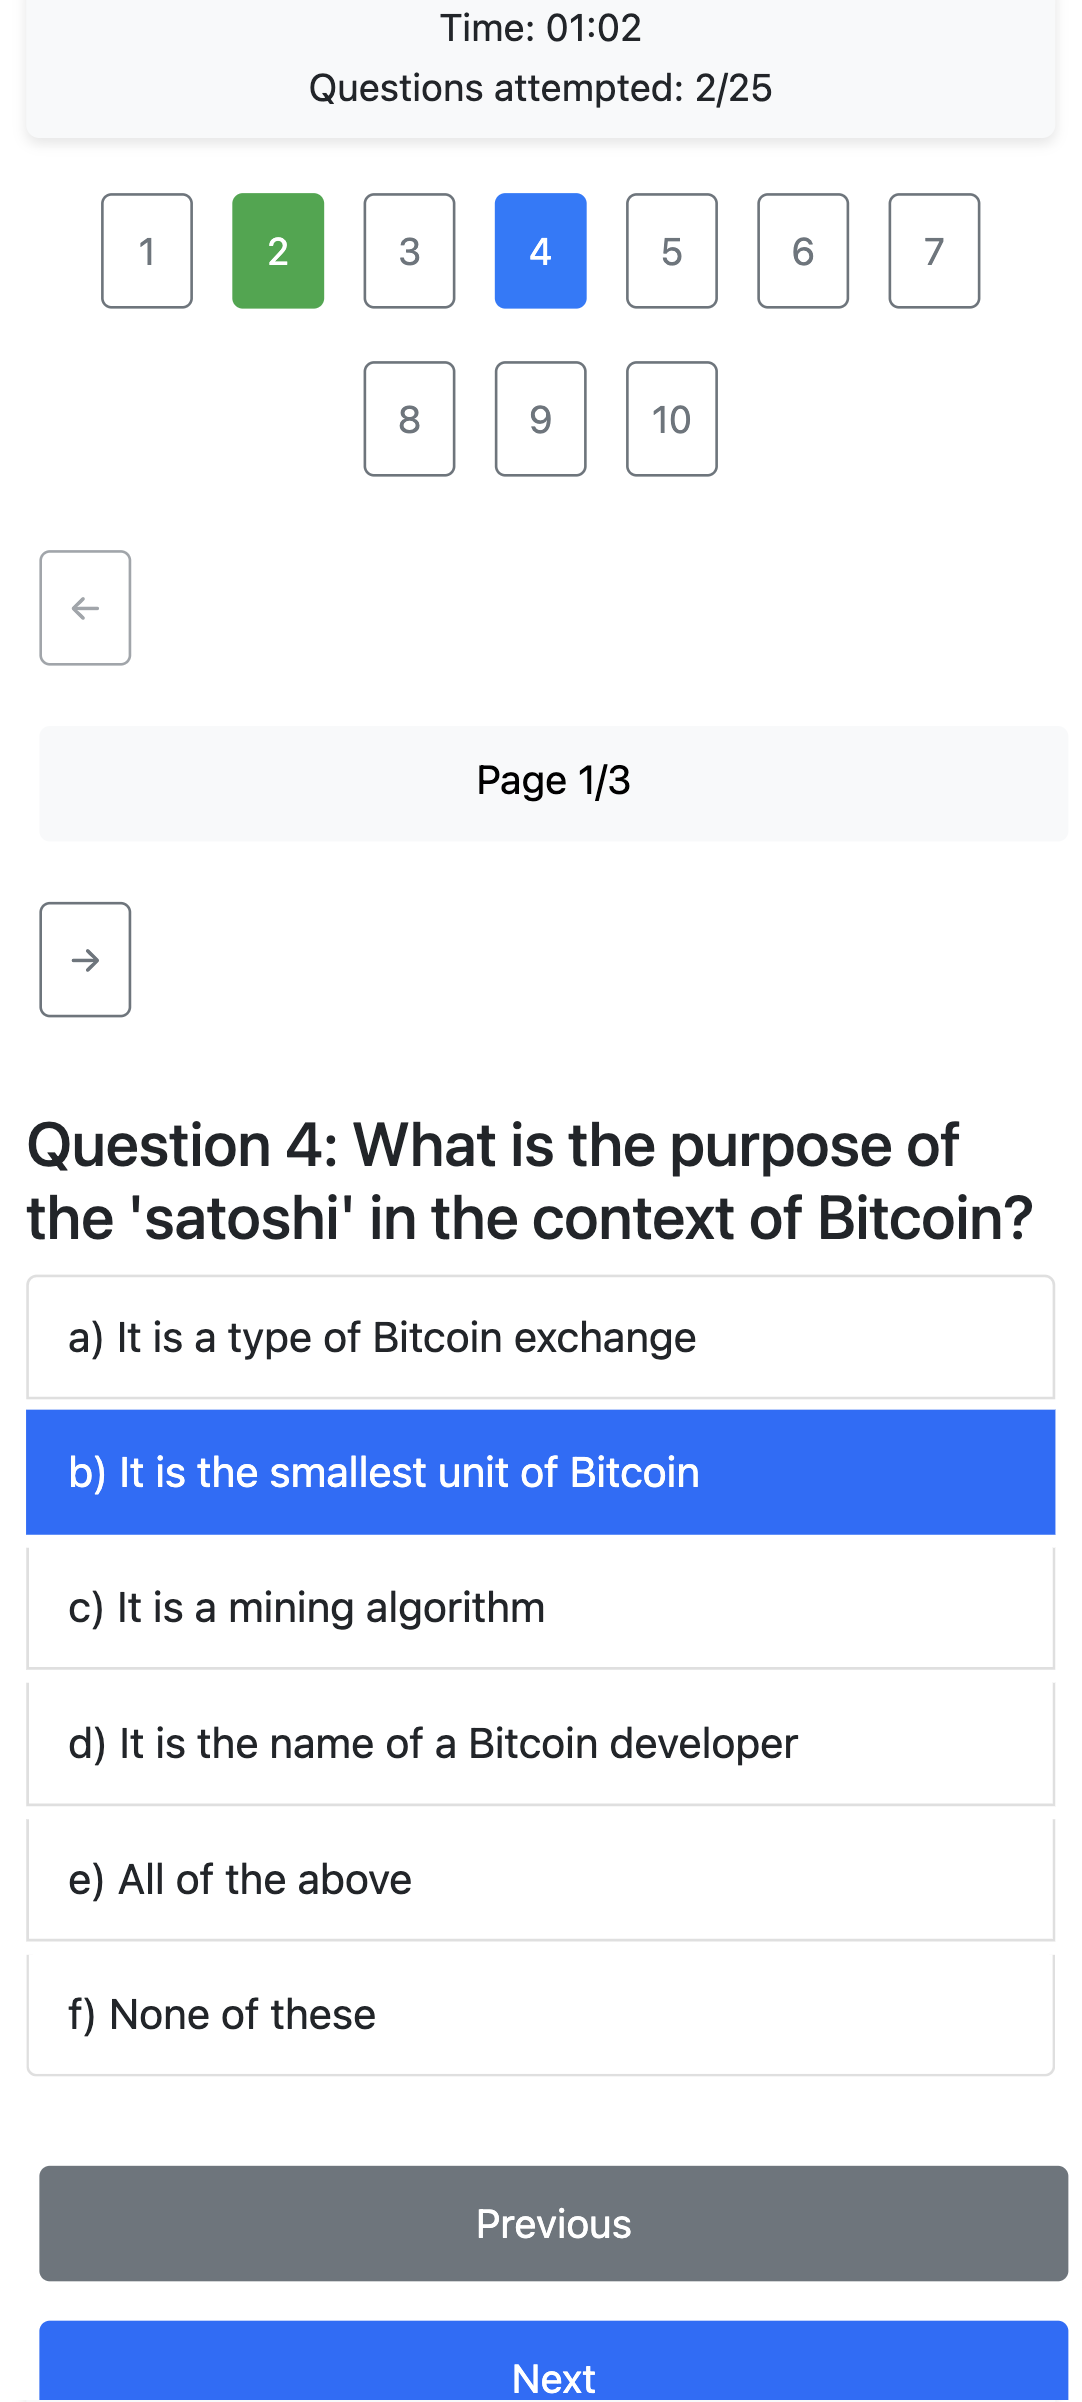 Time: 01:02
Questions attempted: 2/25
1 2 3 4 5 6 7
8 9 10
←
Page 1/3
→
Question 4: What is the purpose of
the 'satoshi' in the context of Bitcoin?
a) It is a type of Bitcoin exchange
b) It is the smallest unit of Bitcoin
c) It is a mining algorithm
d) It is the name of a Bitcoin developer
e) All of the above
f) None of these
Previous
Next